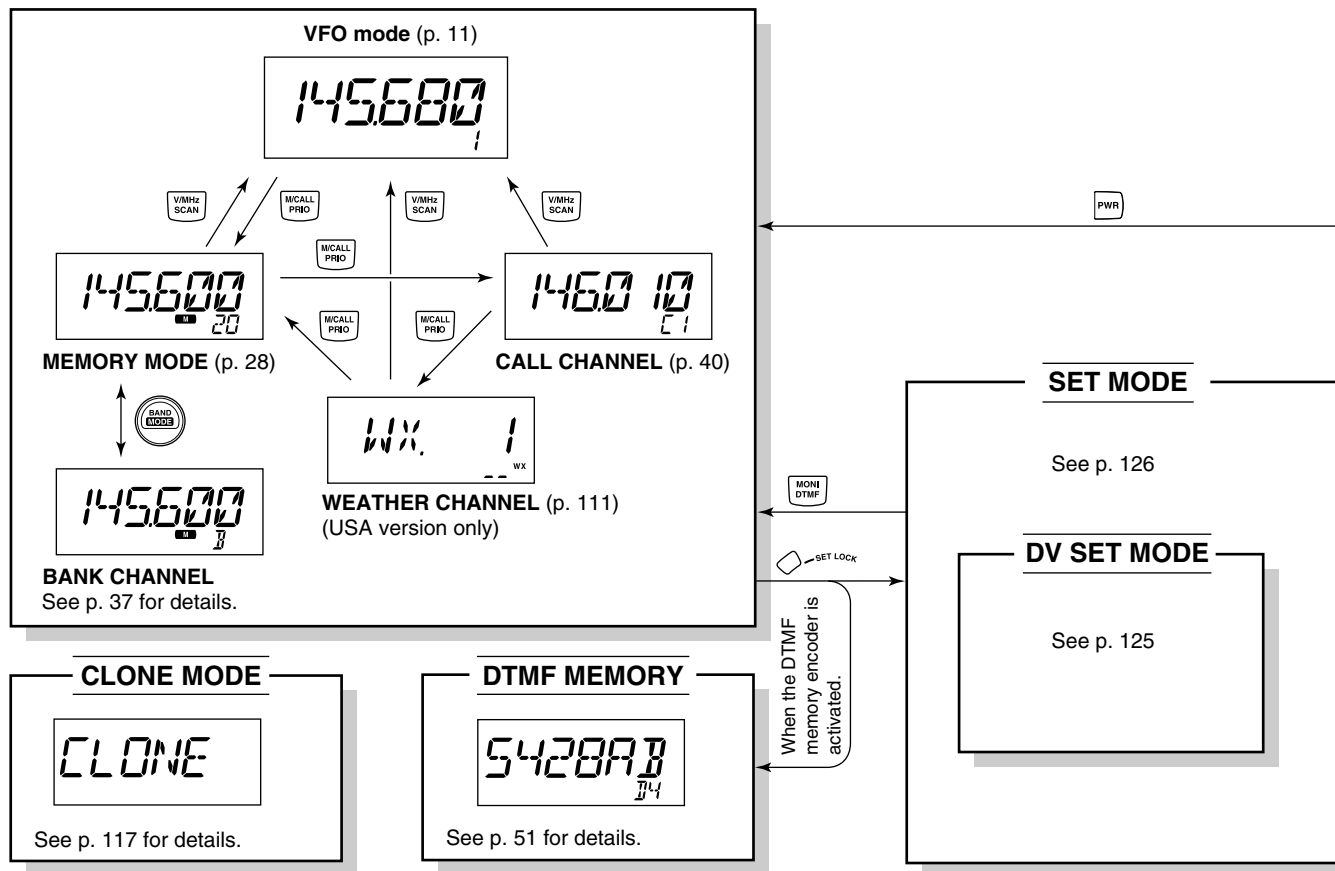 VFO mode (p. 11)
145.680
1
V/MHz
SCAN
M/CALL
PRIO
V/MHz
SCAN
V/MHz
SCAN
PWR
M/CALL
PRIO
145.600
M
20
146.010
C1
M/CALL
PRIO
M/CALL
PRIO
MEMORY MODE (p. 28)
CALL CHANNEL (p. 40)
BAND
MODE
WX. 1
-- WX
145.600
M
B
WEATHER CHANNEL (p. 111)
(USA version only)
BANK CHANNEL
See p. 37 for details.
SET MODE
See p. 126
MONI
DTMF
SET LOCK
DV SET MODE
See p. 125
When the DTMF
memory encoder is
activated.
CLONE MODE
CLONE
See p. 117 for details.
DTMF MEMORY
5428AB
D4
See p. 51 for details.